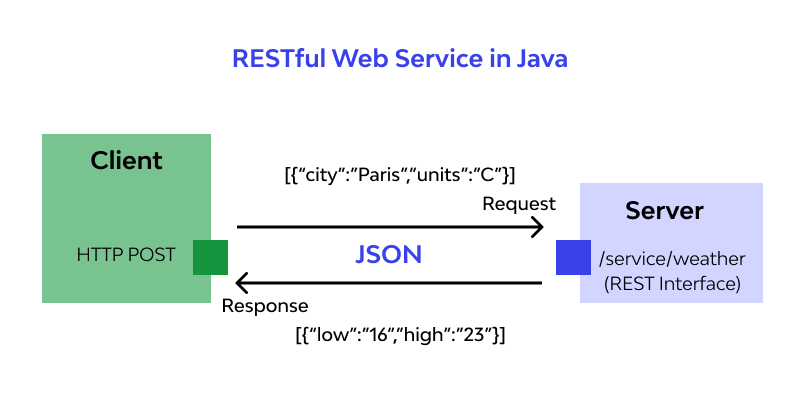 RESTful Web Service in Java
Client
[{“city”:”Paris”,”units”:”C”}]
Request
Server
HTTP POST
JSON
/service/weather
(REST Interface)
Response
[{“low”:”16”,”high”:”23”}]